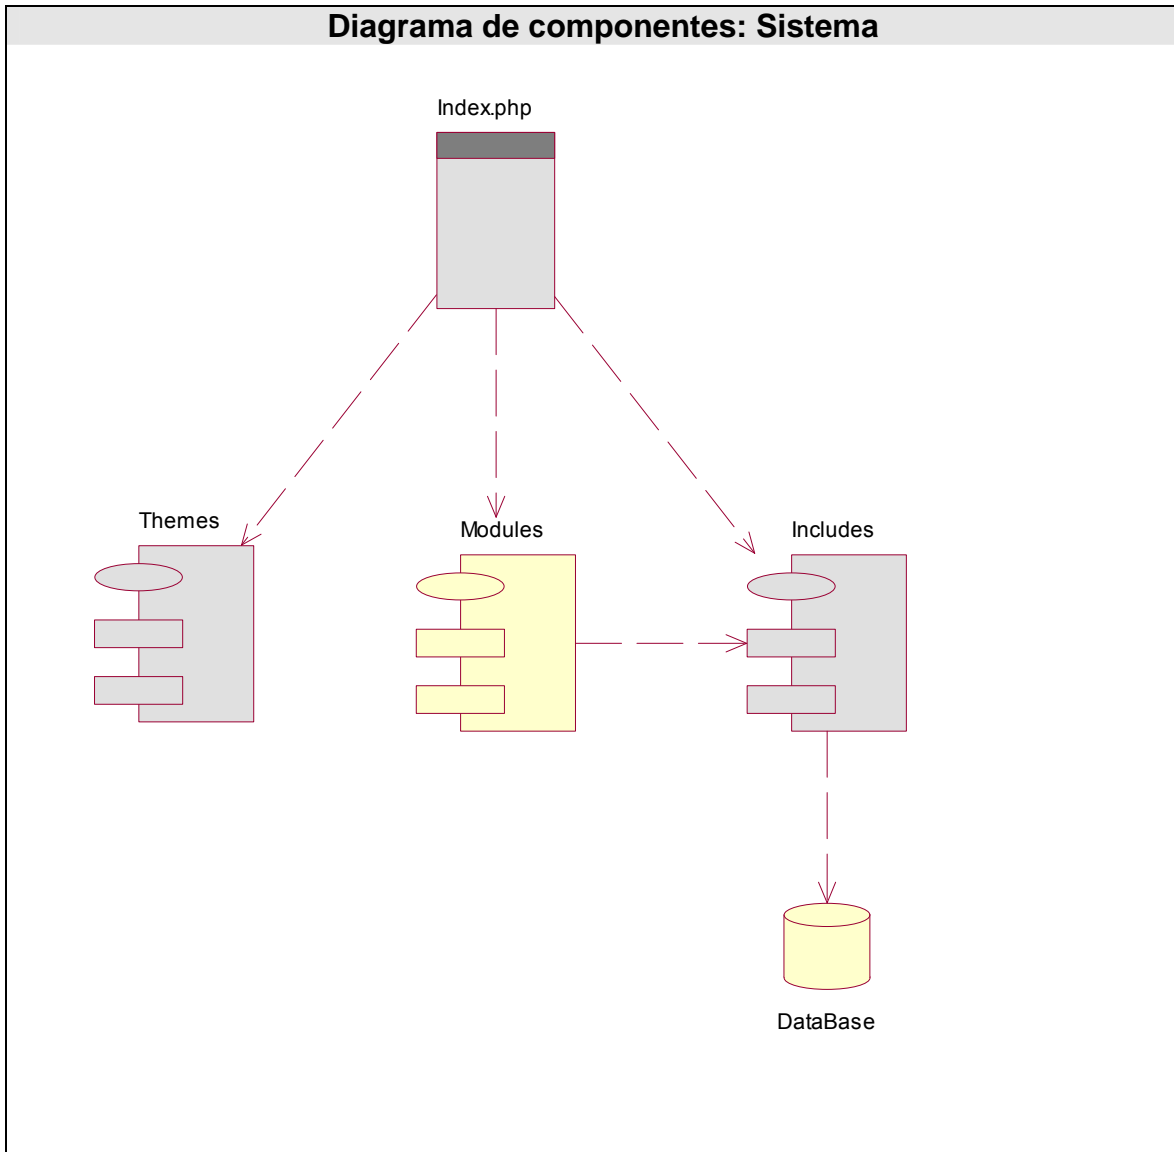 Diagrama de componentes: Sistema
Index.php
Themes
Modules
Includes
DataBase